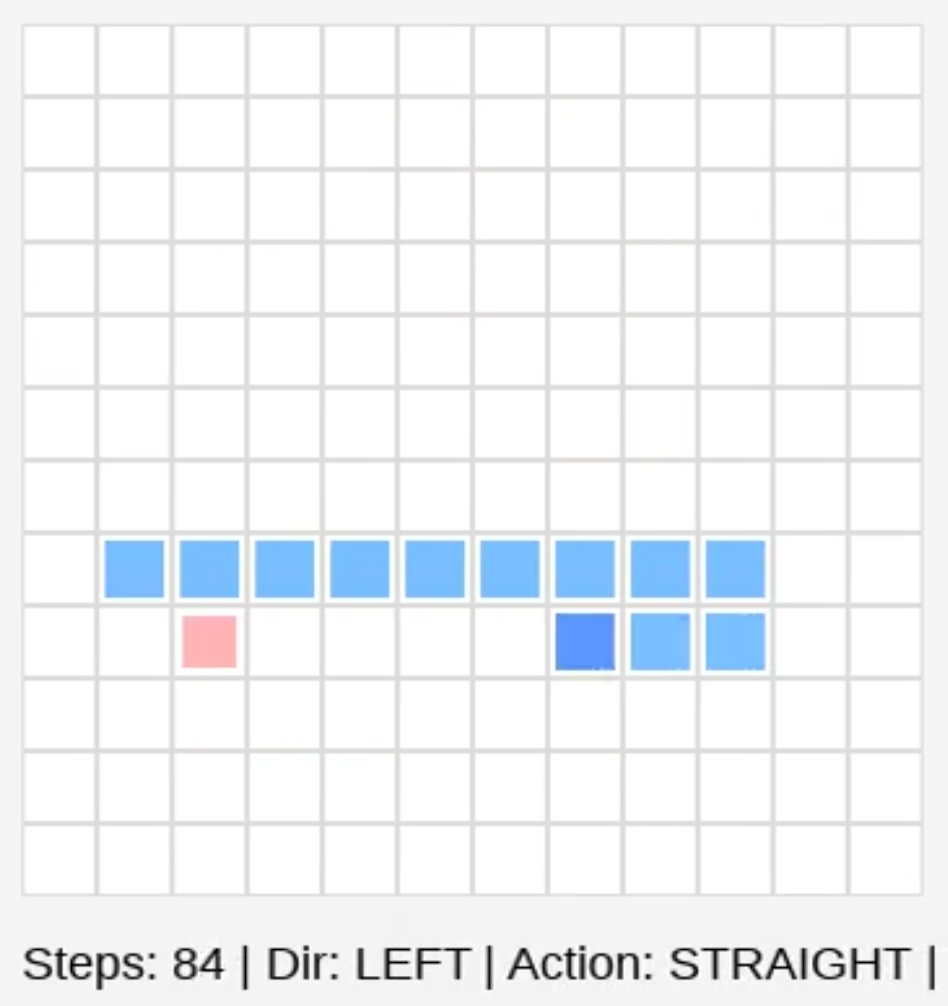 Steps: 84 | Dir: LEFT | Action: STRAIGHT |